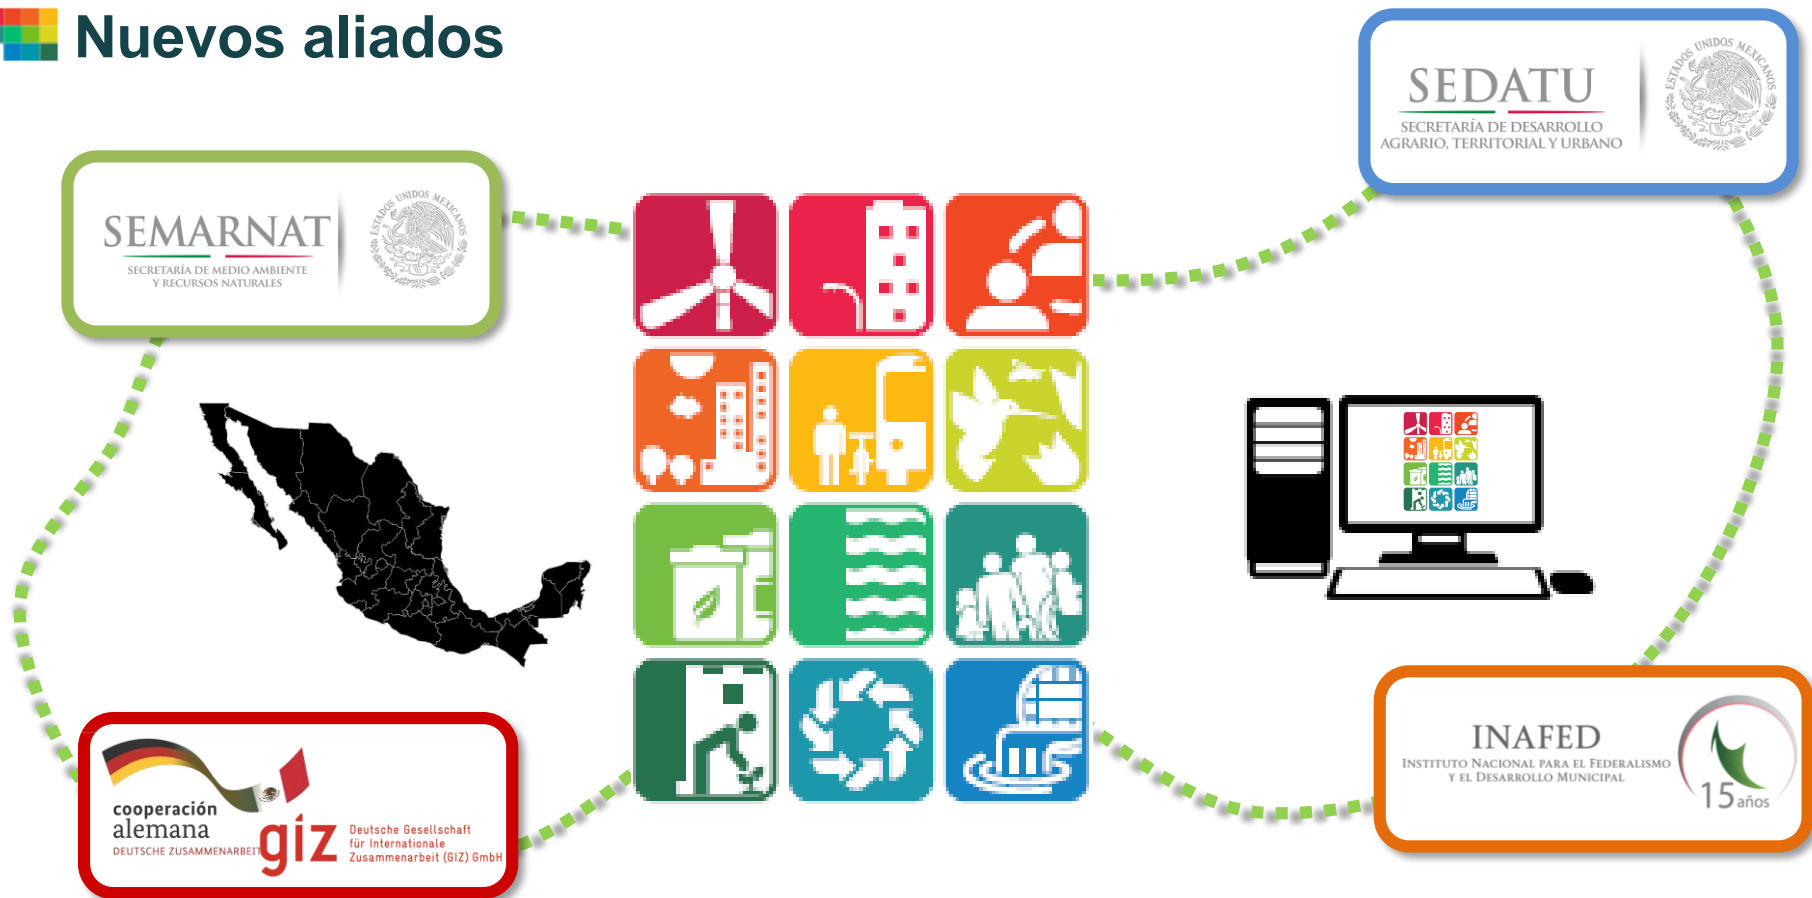 Nuevos aliados
SEDATU
SECRETARÍA DE DESARROLLO
AGRARIO, TERRITORIAL Y URBANO
ESTADOS UNIDOS MEXICANOS
SEMARNAT
SECRETARÍA DE MEDIO AMBIENTE
Y RECURSOS NATURALES
ESTADOS UNIDOS MEXICANOS
cooperación
alemana
DEUTSCHE ZUSAMMENARBEIT
giz
Deutsche Gesellschaft
für Internationale
Zusammenarbeit (GIZ) GmbH
INAFED
INSTITUTO NACIONAL PARA EL FEDERALISMO
Y EL DESARROLLO MUNICIPAL
15 años